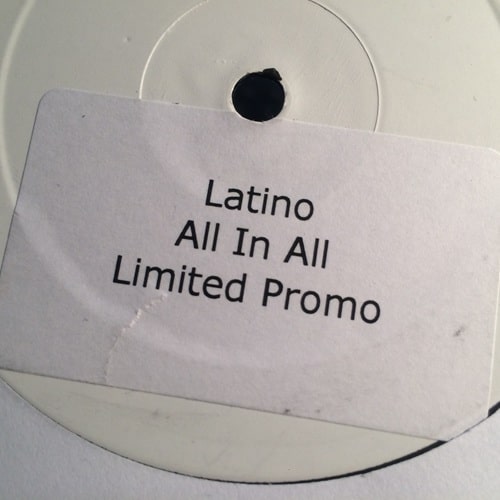 Latino
All In All
Limited Promo